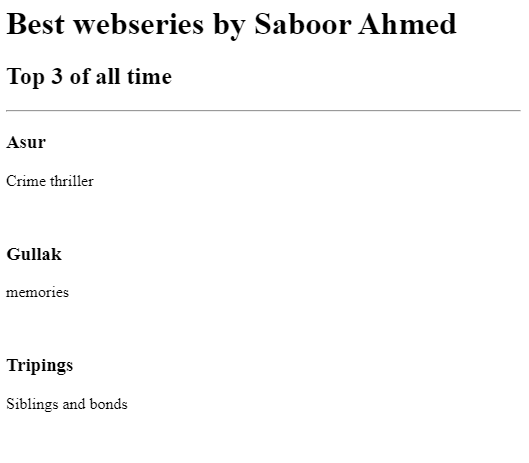 Best webseries by Saboor Ahmed
Top 3 of all time
Asur
Crime thriller
Gullak
memories
Tripings
Siblings and bonds